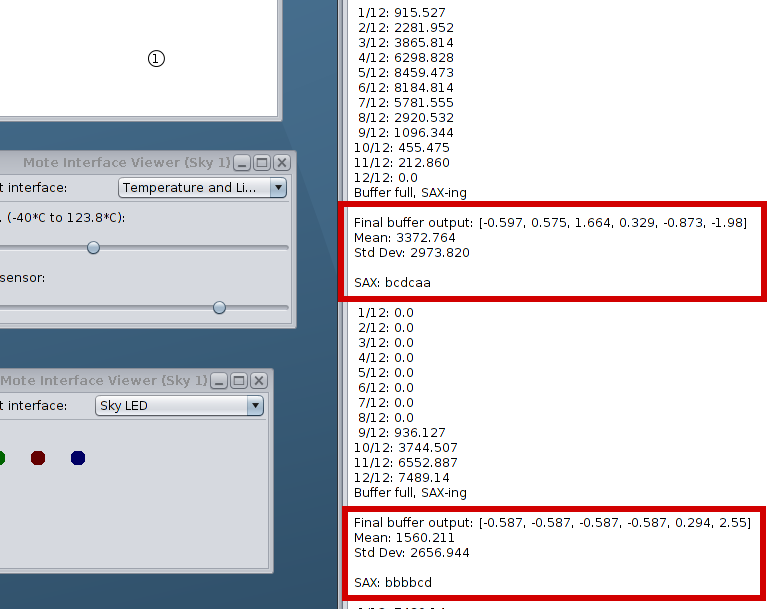 ①
Mote Interface Viewer (Sky 1)
t interface:
Temperature and Li...
. (-40*C to 123.8*C):
sensor:
Mote Interface Viewer (Sky 1)
t interface:
Sky LED
1/12: 915.527
2/12: 2281.952
3/12: 3865.814
4/12: 6298.828
5/12: 8459.473
6/12: 8184.814
7/12: 5781.555
8/12: 2920.532
9/12: 1096.344
10/12: 455.475
11/12: 212.860
12/12: 0.0
Buffer full, SAX-ing
Final buffer output: [-0.597, 0.575, 1.664, 0.329, -0.873, -1.98]
Mean: 3372.764
Std Dev: 2973.820
SAX: bcdcaa
1/12: 0.0
2/12: 0.0
3/12: 0.0
4/12: 0.0
5/12: 0.0
6/12: 0.0
7/12: 0.0
8/12: 0.0
9/12: 936.127
10/12: 3744.507
11/12: 6552.887
12/12: 7489.14
Buffer full, SAX-ing
Final buffer output: [-0.587, -0.587, -0.587, -0.587, 0.294, 2.55]
Mean: 1560.211
Std Dev: 2656.944
SAX: bbbbcd